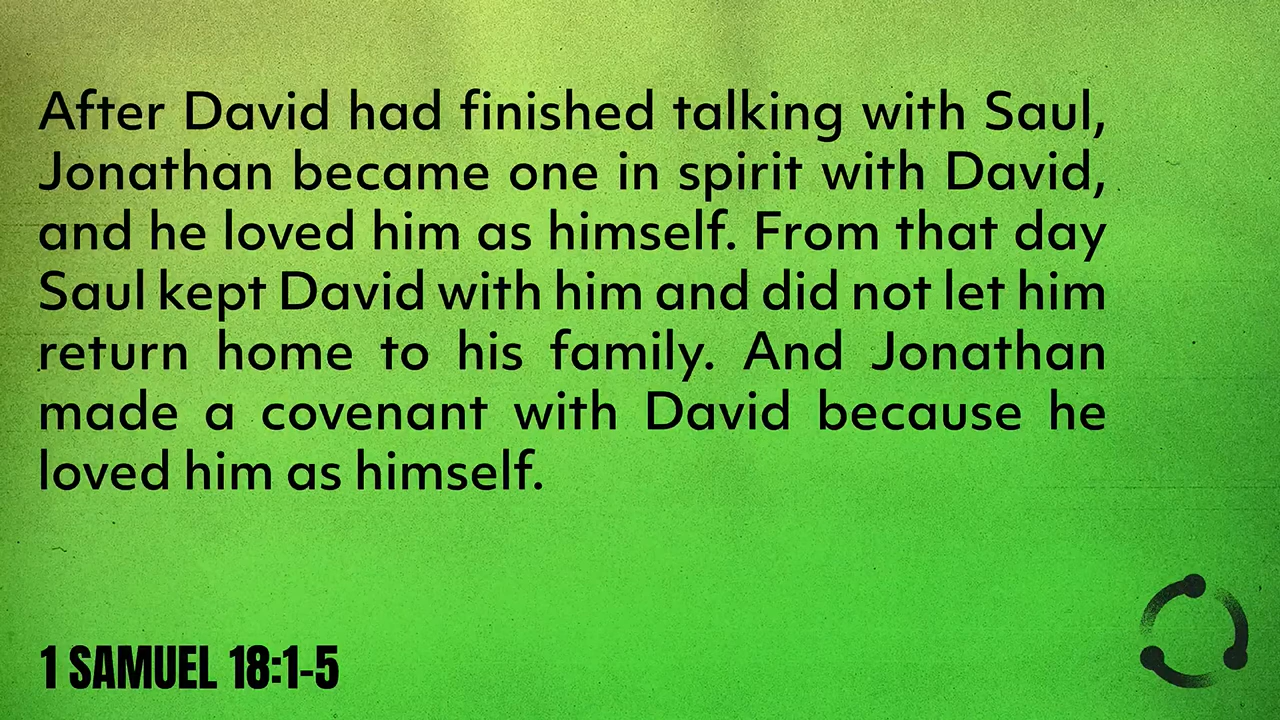 After David had finished talking with Saul,
Jonathan became one in spirit with David,
and he loved him as himself. From that day
Saul kept David with him and did not let him
return home to his family. And Jonathan
made a covenant with David because he
loved him as himself.
1 SAMUEL 18:1-5